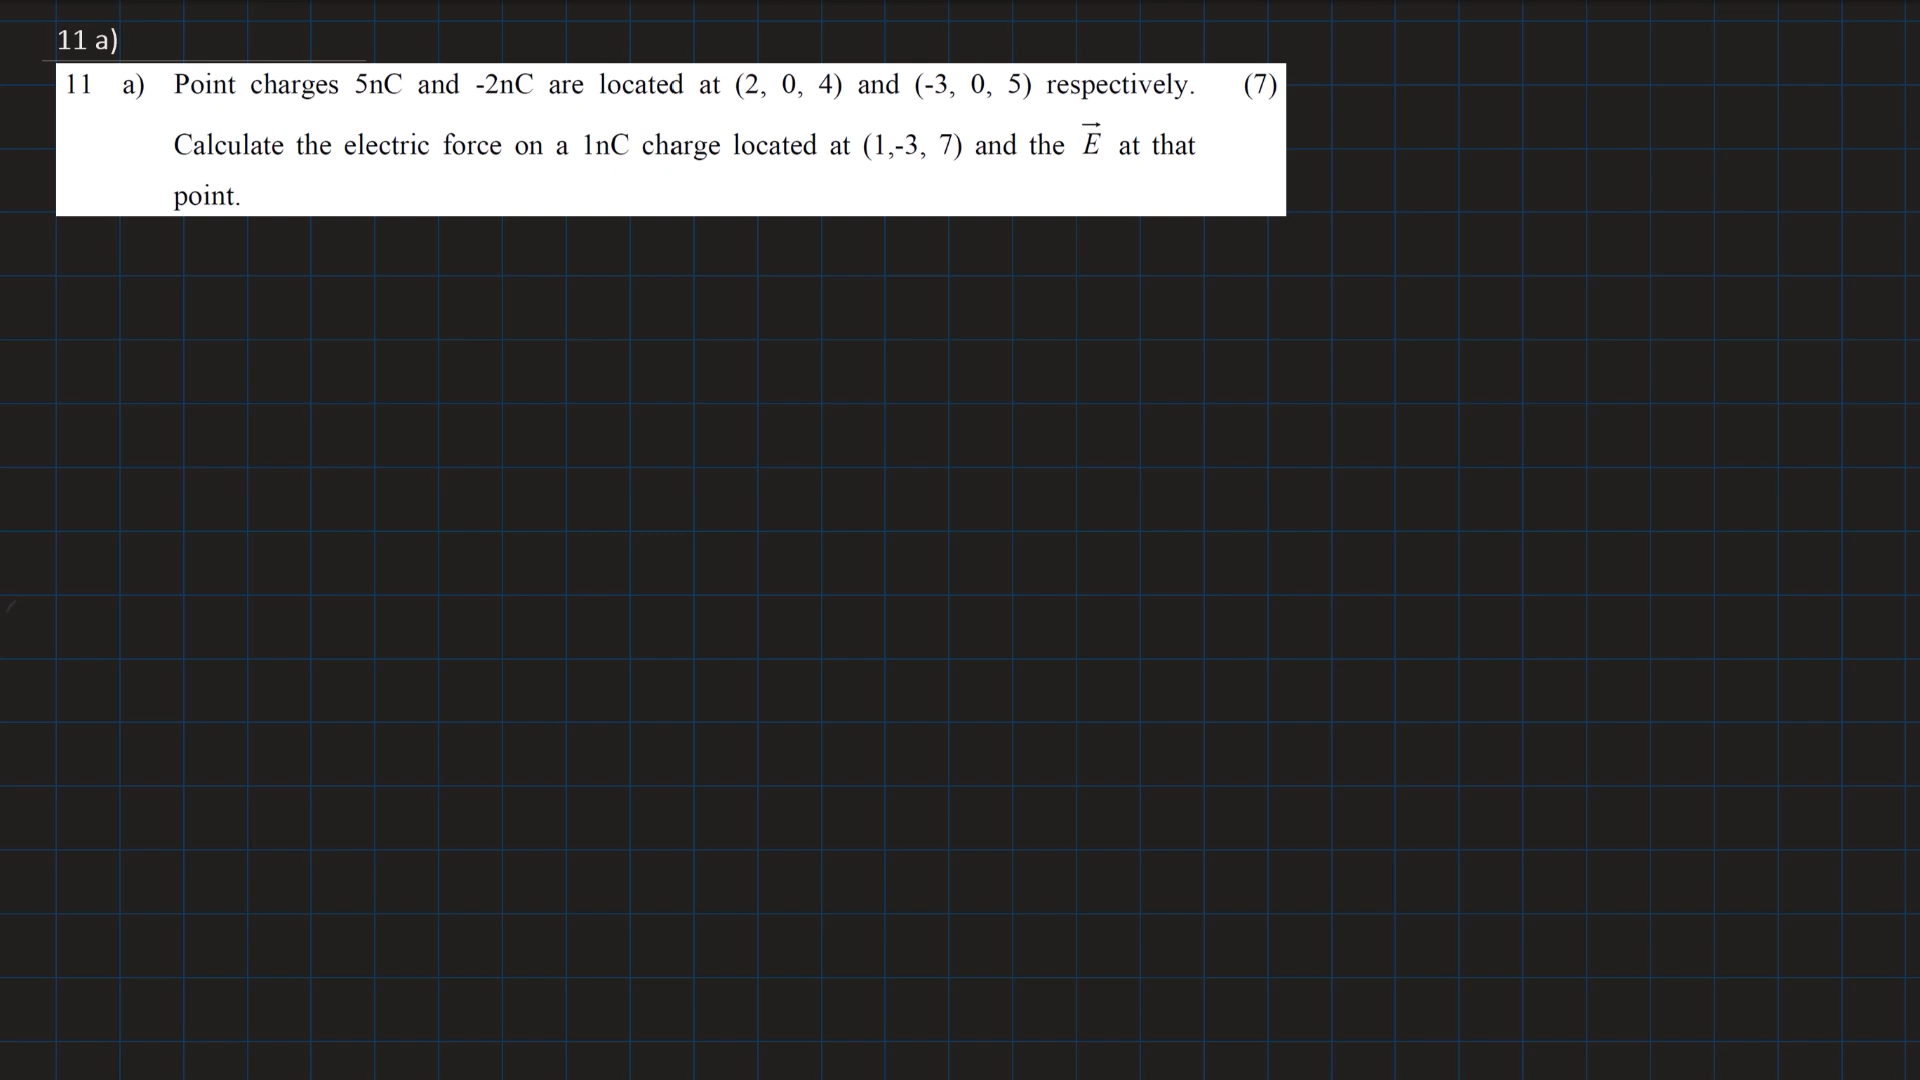 11 a)
11 a) Point charges 5nC and -2nC are located at (2, 0, 4) and (-3, 0, 5) respectively. (7)
Calculate the electric force on a 1nC charge located at (1,-3, 7) and the \vec{E} at that
point.